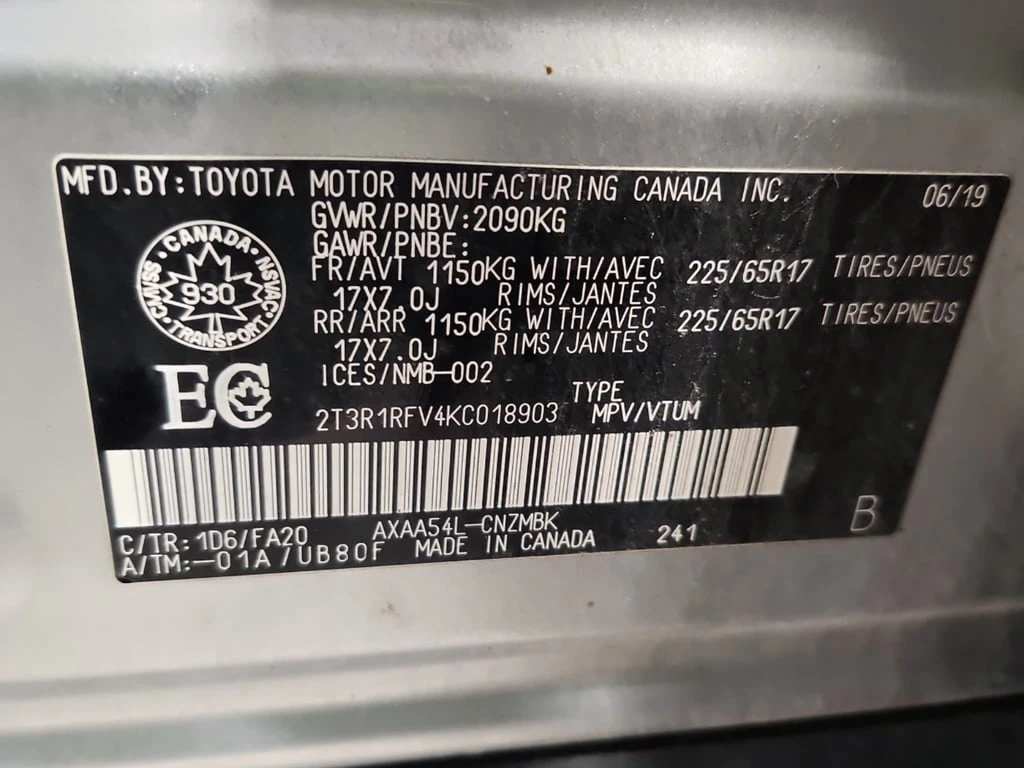 MFD.BY:TOYOTA MOTOR MANUFACTURING CANADA INC. 06/19
GVWR/PNBV:2090KG
GAWR/PNBE:
FR/AVT 1150KG WITH/AVEC 225/65R17 TIRES/PNEUS
17X7.0J RIMS/JANTES
RR/ARR 1150KG WITH/AVEC 225/65R17 TIRES/PNEUS
17X7.0J RIMS/JANTES
ICES/NMB-002
CANADA
NSVAC
TRANSPORT
CMVSS
930
EC
TYPE
2T3R1RFV4KC018903 MPV/VTUM
C/TR:1D6/FA20 AXAA54L-CNZMBK 241 B
A/TM:-01A/UB80F MADE IN CANADA